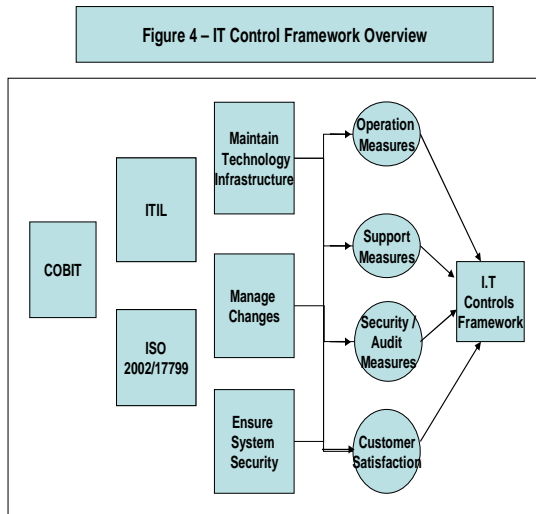 Figure 4 – IT Control Framework Overview
COBIT
ITIL
ISO
2002/17799
Maintain
Technology
Infrastructure
Manage
Changes
Ensure
System
Security
Operation
Measures
Support
Measures
Security /
Audit
Measures
Customer
Satisfaction
I.T
Controls
Framework